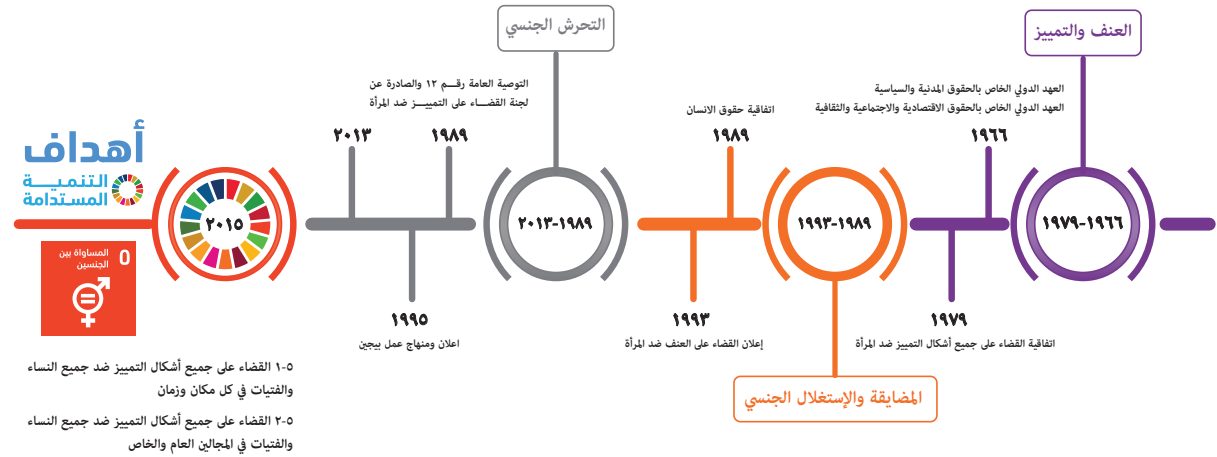 العنف والتمييز
العهد الدولي الخاص بالحقوق المدنية والسياسية
العهد الدولي الخاص بالحقوق الاقتصادية والاجتماعية والثقافية
١٩٦٦
١٩٦٦-١٩٧٩
١٩٧٩
اتفاقية القضاء على جميع أشكال التمييز ضد المرأة
اتفاقية حقوق الانسان
١٩٨٩
١٩٨٩-١٩٩٣
١٩٩٣
إعلان القضاء على العنف ضد المرأة
المضايقة والإستغلال الجنسي
التحرش الجنسي
التوصية العامة رقم ١٢ والصادرة عن
لجنة القضاء على التمييز ضد المرأة
١٩٨٩
٢٠١٣
١٩٨٩-٢٠١٣
١٩٩٥
اعلان ومنهاج عمل بيجين
٢٠١٥
أهداف
التنمية
المستدامة
٥ المساواة بين
الجنسين
٥-١ القضاء على جميع أشكال التمييز ضد جميع النساء
والفتيات في كل مكان وزمان
٥-٢ القضاء على جميع أشكال التمييز ضد جميع النساء
والفتيات في المجالين العام والخاص